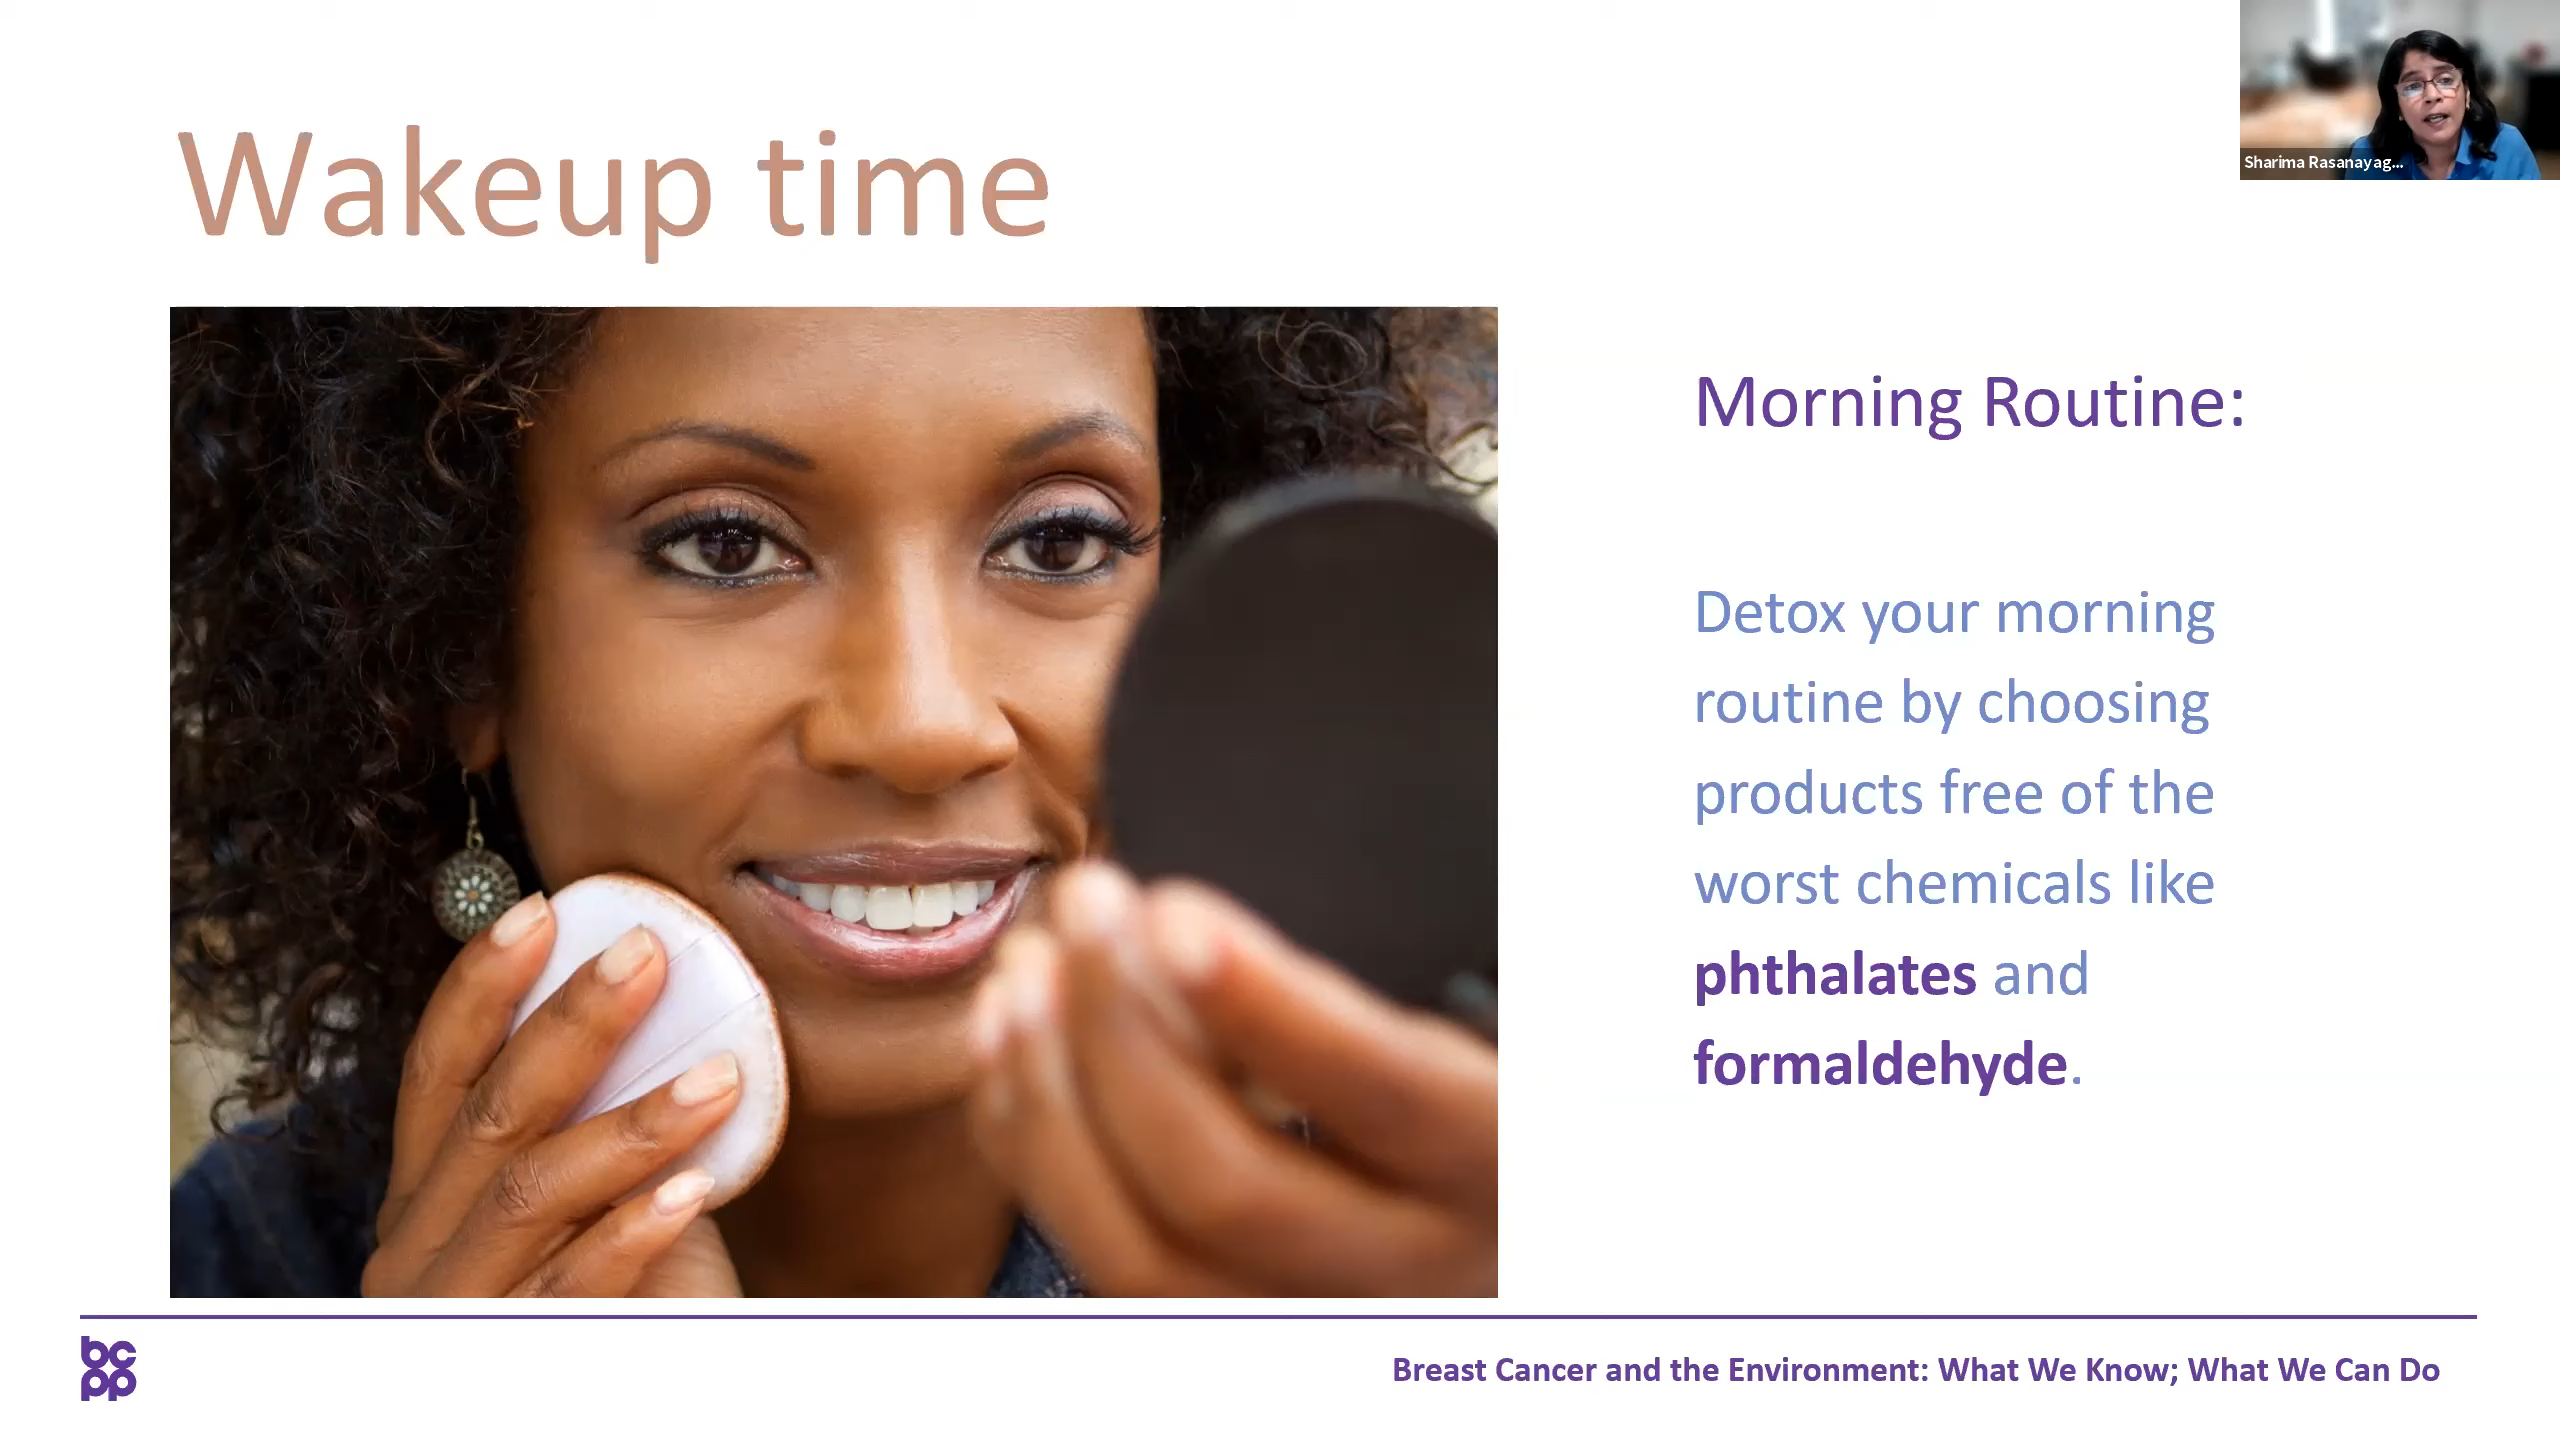 Wakeup time
Sharima Rasanayag...
Morning Routine:
Detox your morning
routine by choosing
products free of the
worst chemicals like
phthalates and
formaldehyde.
bc
pp
Breast Cancer and the Environment: What We Know; What We Can Do